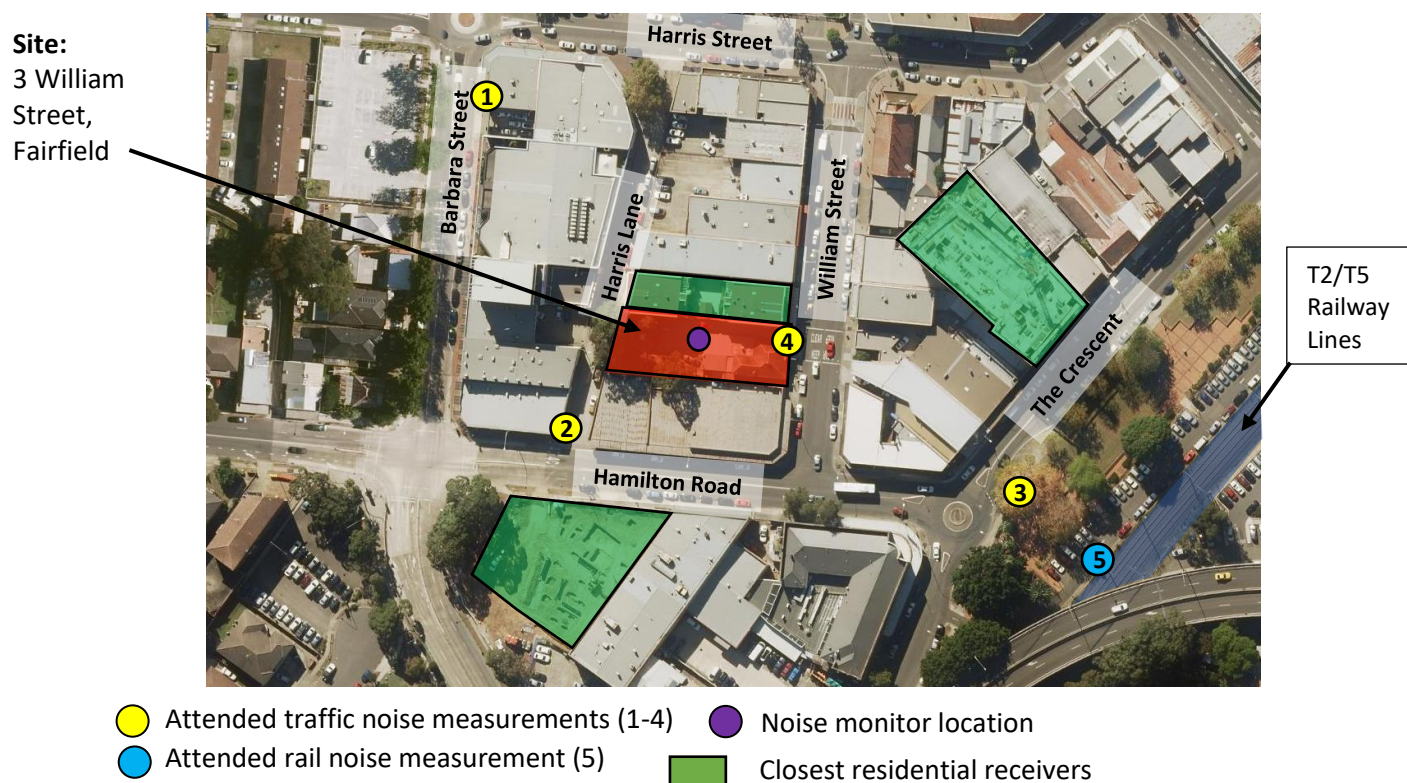 Site:
3 William
Street,
Fairfield
Harris Street
1
Barbara Street
Harris Lane
William Street
4
2
The Crescent
T2/T5
Railway
Lines
Hamilton Road
3
5
Attended traffic noise measurements (1-4)
Noise monitor location
Attended rail noise measurement (5)
Closest residential receivers